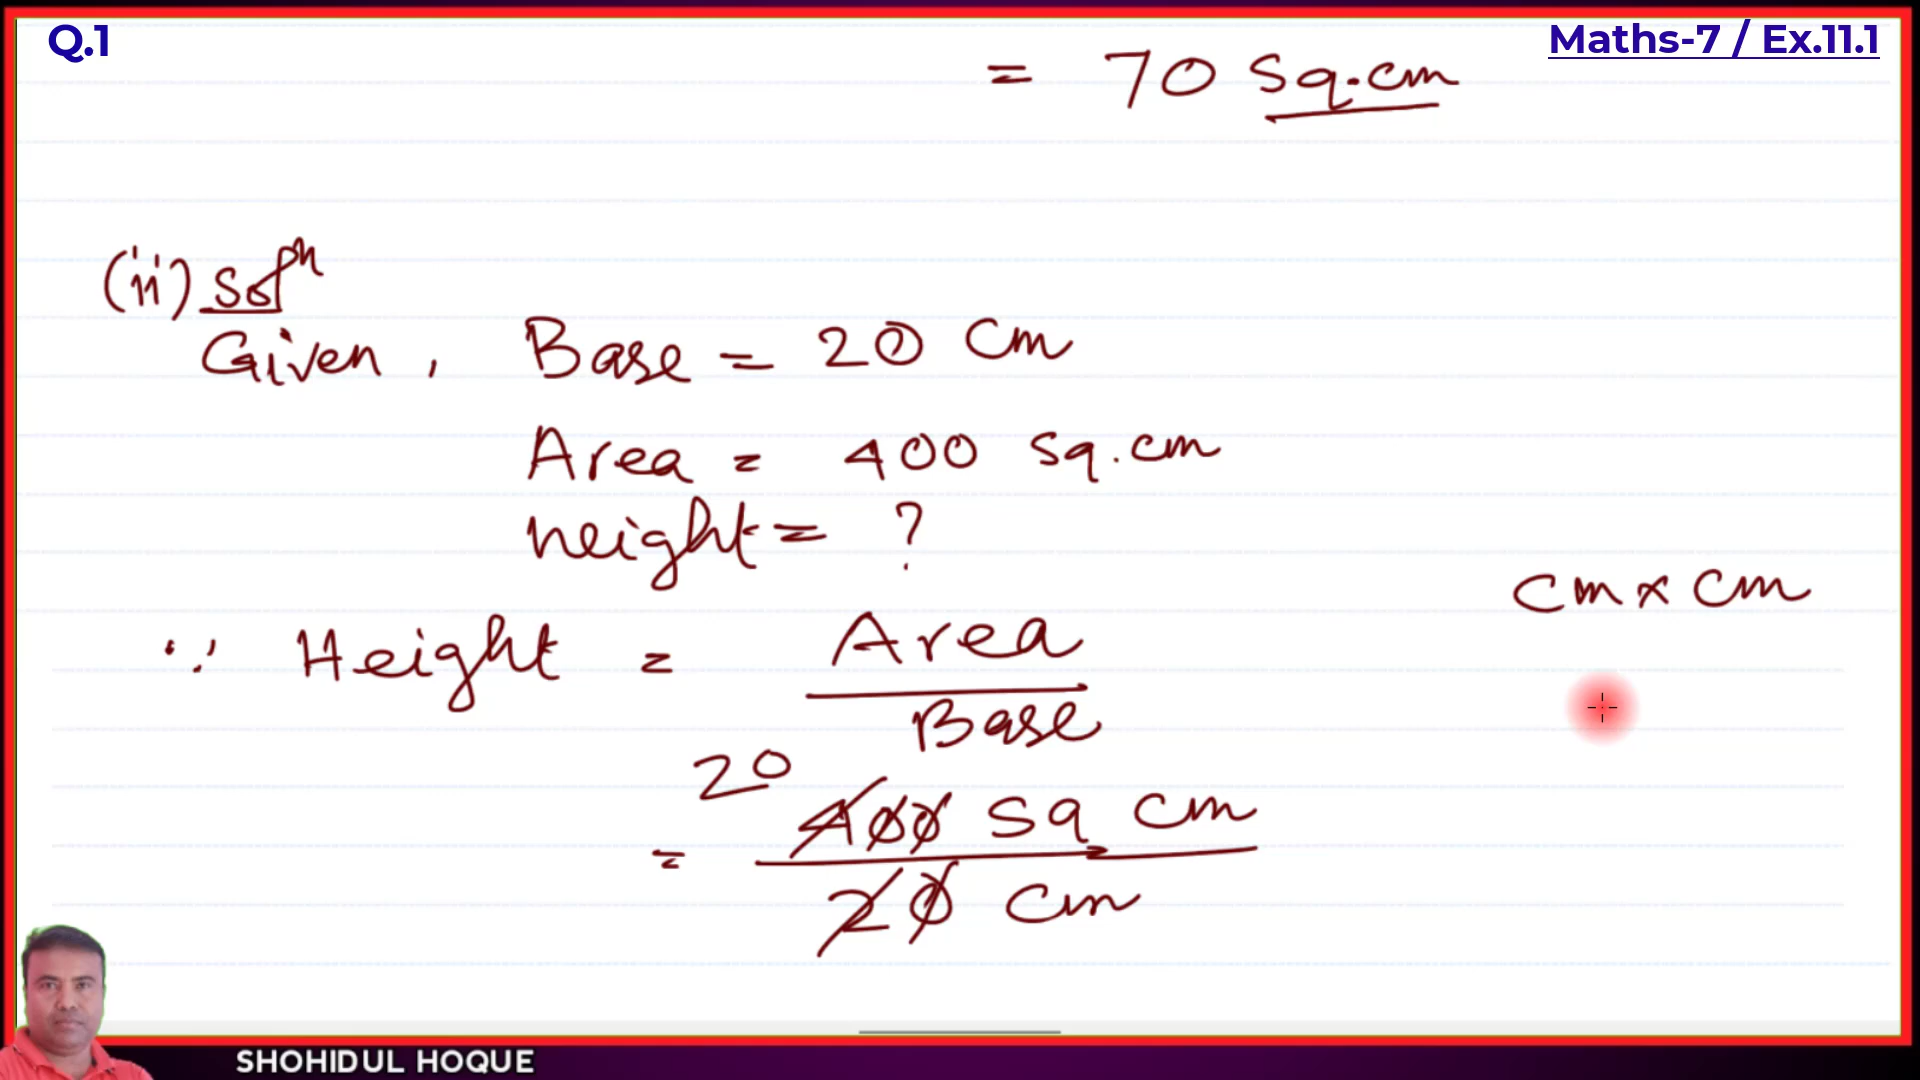 Q.1
Maths-7 / Ex.11.1
= 70 Sq.cm
(ii) Solⁿ
Given, Base = 20 cm
Area = 400 sq.cm
height = ?
cm × cm
∵ Height = Area
Base
20
= 400 sq cm
20 cm
SHOHIDUL HOQUE